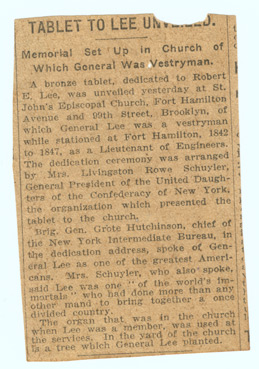 TABLET TO LEE UNVEILED.
Memorial Set Up in Church of
Which General Was Vestryman.
A bronze tablet, dedicated to Robert
E. Lee, was unveiled yesterday at St.
John's Episcopal Church, Fort Hamilton
Avenue and 99th Street, Brooklyn, of
which General Lee was a vestryman
while stationed at Fort Hamilton, 1842
to 1847, as a Lieutenant of Engineers.
The dedication ceremony was arranged
by Mrs. Livingston Rowe Schuyler,
General President of the United Daugh-
ters of the Confederacy of New York,
the organization which presented the
tablet to the church.
Brig. Gen. Grote Hutchinson, chief of
the New York Intermediate Bureau, in
the dedication address, spoke of Gen-
eral Lee as one of the greatest Ameri-
cans. Mrs. Schuyler, who also spoke,
said Lee was one "of the world's im-
mortals" who had done more than any
other mand to bring together a once
divided country.
The organ that was in the church
when Lee was a member, was used at
the services. In the yard of the church
is a tree which General Lee planted.